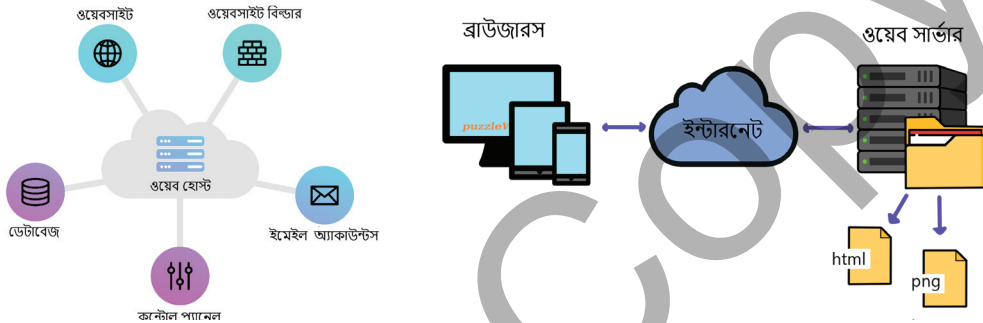 ওয়েবসাইট
ওয়েবসাইট বিল্ডার
ওয়েব হোস্ট
ডেটাবেজ
ইমেইল অ্যাকাউন্টস
কন্ট্রোল প্যানেল
ব্রাউজারস
ওয়েব সার্ভার
ইন্টারনেট
html
png
Copy